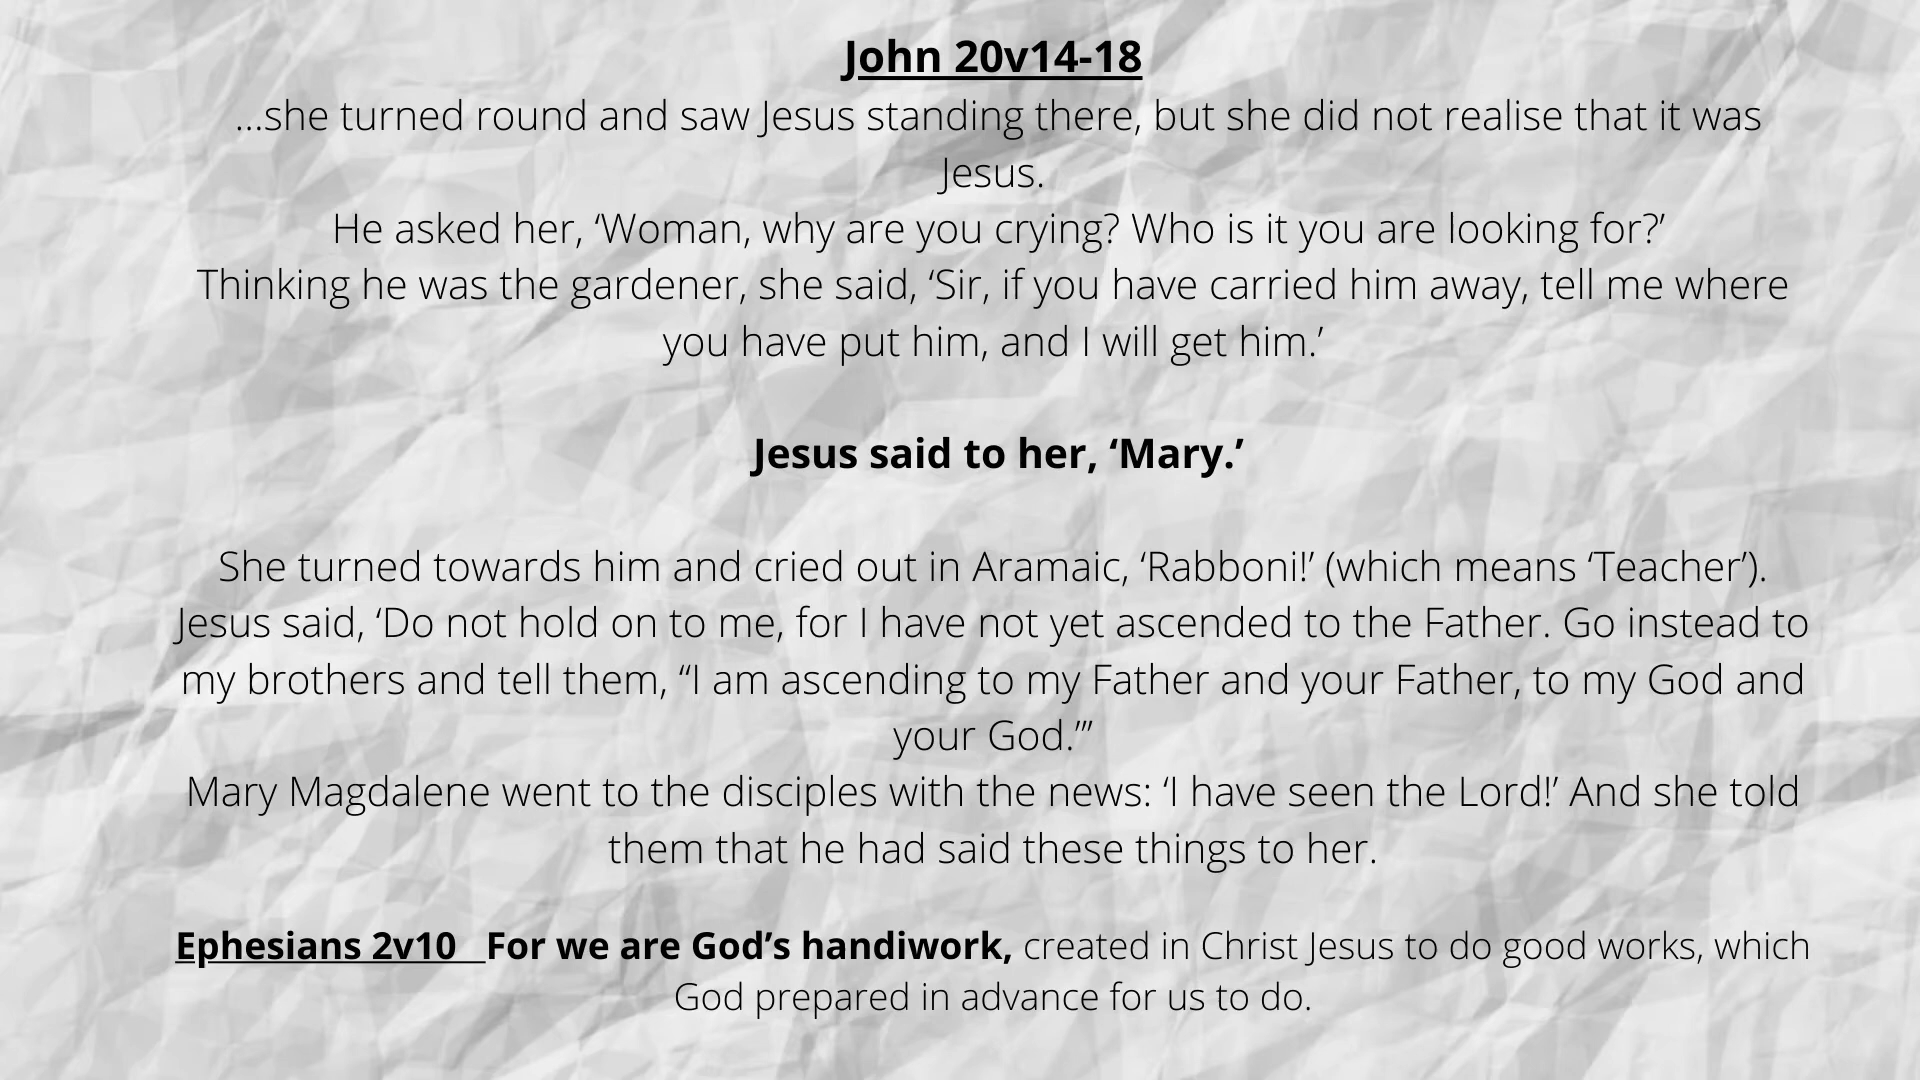 John 20v14-18
...she turned round and saw Jesus standing there, but she did not realise that it was
Jesus.
He asked her, ‘Woman, why are you crying? Who is it you are looking for?’
Thinking he was the gardener, she said, ‘Sir, if you have carried him away, tell me where
you have put him, and I will get him.’
Jesus said to her, ‘Mary.’
She turned towards him and cried out in Aramaic, ‘Rabboni!’ (which means ‘Teacher’).
Jesus said, ‘Do not hold on to me, for I have not yet ascended to the Father. Go instead to
my brothers and tell them, “I am ascending to my Father and your Father, to my God and
your God.”’
Mary Magdalene went to the disciples with the news: ‘I have seen the Lord!’ And she told
them that he had said these things to her.
Ephesians 2v10 For we are God’s handiwork, created in Christ Jesus to do good works, which
God prepared in advance for us to do.